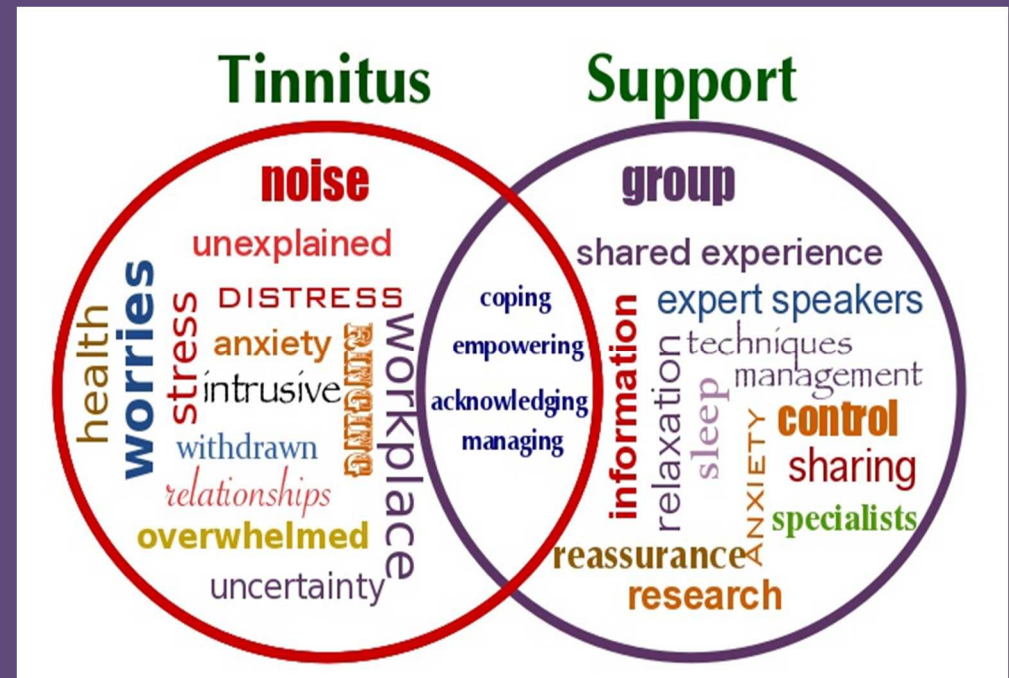 Tinnitus
Support
noise
unexplained
DISTRESS
health
worries
stress
anxiety
intrusive
RINGING
workplace
withdrawn
relationships
overwhelmed
uncertainty
coping
empowering
acknowledging
managing
group
shared experience
expert speakers
information
relaxation
techniques
management
sleep
control
ANXIETY
sharing
specialists
reassurance
research